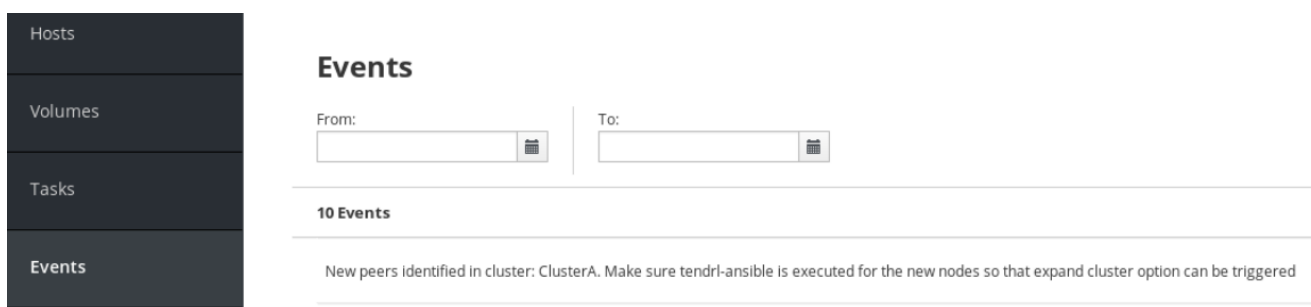 Hosts
Volumes
Tasks
Events
Events
From:
To:
10 Events
New peers identified in cluster: ClusterA. Make sure tendrl-ansible is executed for the new nodes so that expand cluster option can be triggered